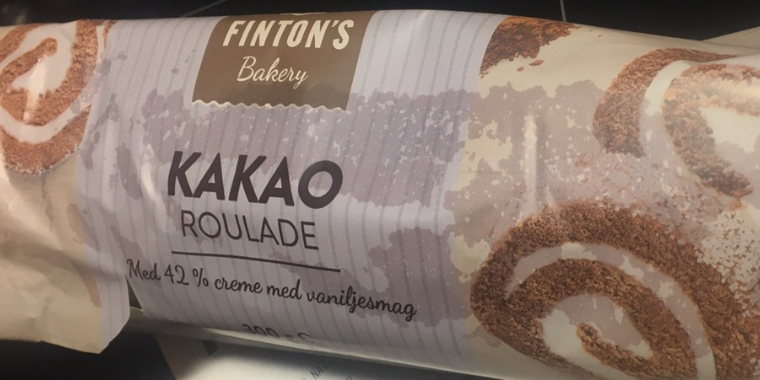 FINTON'S
Bakery
KAKAO
ROULADE
Med 42 % creme med vaniljesmag